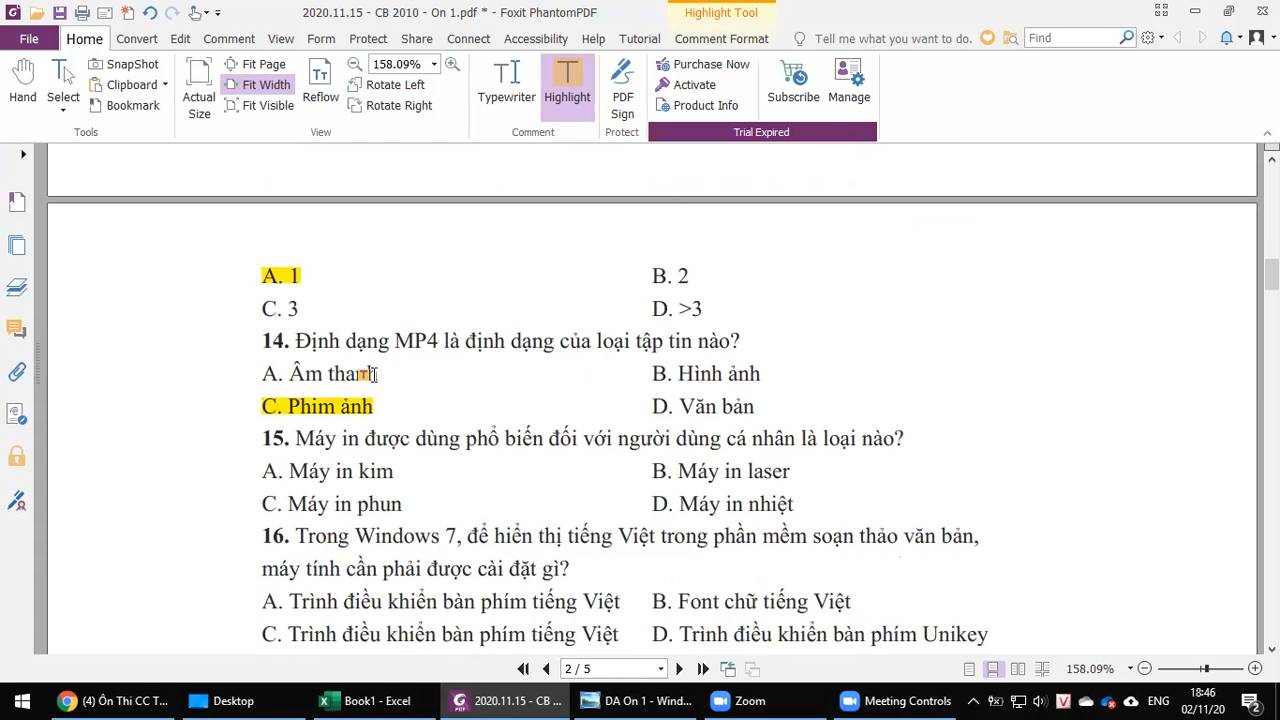 2020.11.15 - CB 2010 - On 1.pdf * - Foxit PhantomPDF
Highlight Tool
File Home Convert Edit Comment View Form Protect Share Connect Accessibility Help Tutorial Comment Format Tell me what you want to do.. Find
Hand
Select
SnapShot
Clipboard
Bookmark
Tools
Actual Size
Fit Page
Fit Width
Fit Visible
Reflow
158.09%
Rotate Left
Rotate Right
View
Typewriter
Highlight
Comment
PDF Sign
Protect
Purchase Now
Activate
Product Info
Subscribe
Manage
Trial Expired
A. 1 B. 2
C. 3 D. >3
14. Định dạng MP4 là định dạng của loại tập tin nào?
A. Âm thanh B. Hình ảnh
C. Phim ảnh D. Văn bản
15. Máy in được dùng phổ biến đối với người dùng cá nhân là loại nào?
A. Máy in kim B. Máy in laser
C. Máy in phun D. Máy in nhiệt
16. Trong Windows 7, để hiển thị tiếng Việt trong phần mềm soạn thảo văn bản,
máy tính cần phải được cài đặt gì?
A. Trình điều khiển bàn phím tiếng Việt B. Font chữ tiếng Việt
C. Trình điều khiển bàn phím tiếng Việt D. Trình điều khiển bàn phím Unikey
2 / 5 158.09%
(4) Ôn Thi CC T... Desktop Book1 - Excel 2020.11.15 - CB ... DA On 1 - Wind... Zoom Meeting Controls V ENG 18:46
02/11/20 2